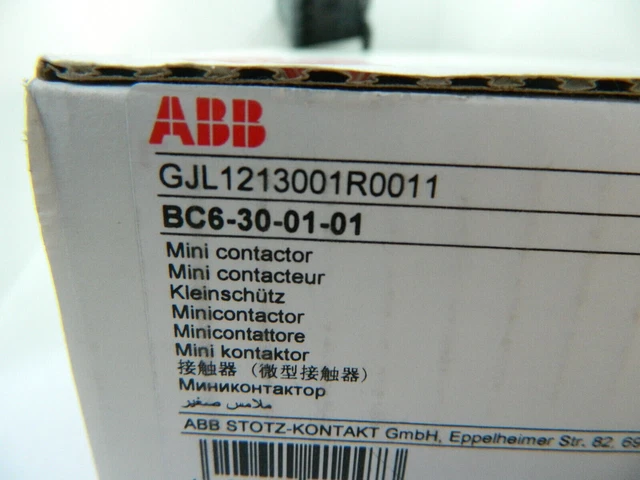 ABB
GJL1213001R0011
BC6-30-01-01
Mini contactor
Mini contacteur
Kleinschütz
Minicontactor
Minicontattore
Mini kontaktor
接触器（微型接触器）
Миниконтактор
ملامس صغير
ABB STOTZ-KONTAKT GmbH, Eppelheimer Str. 82, 69